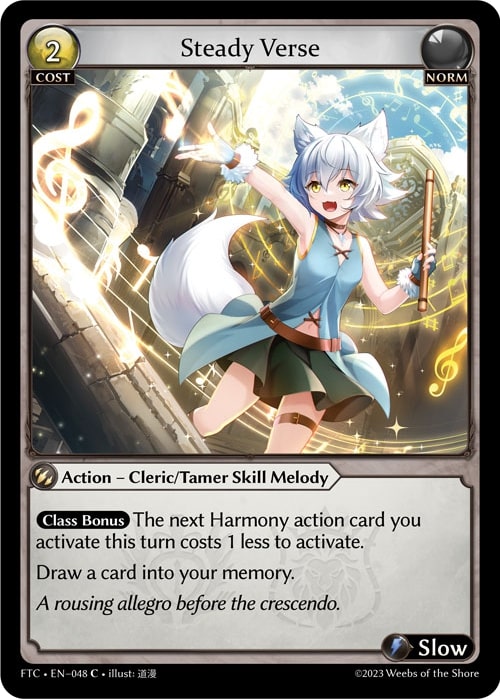 2
COST
Steady Verse
NORM
Action – Cleric/Tamer Skill Melody
Class Bonus The next Harmony action card you
activate this turn costs 1 less to activate.
Draw a card into your memory.
A rousing allegro before the crescendo.
Slow
FTC • EN–048 C • illust: 道漫
©2023 Weebs of the Shore